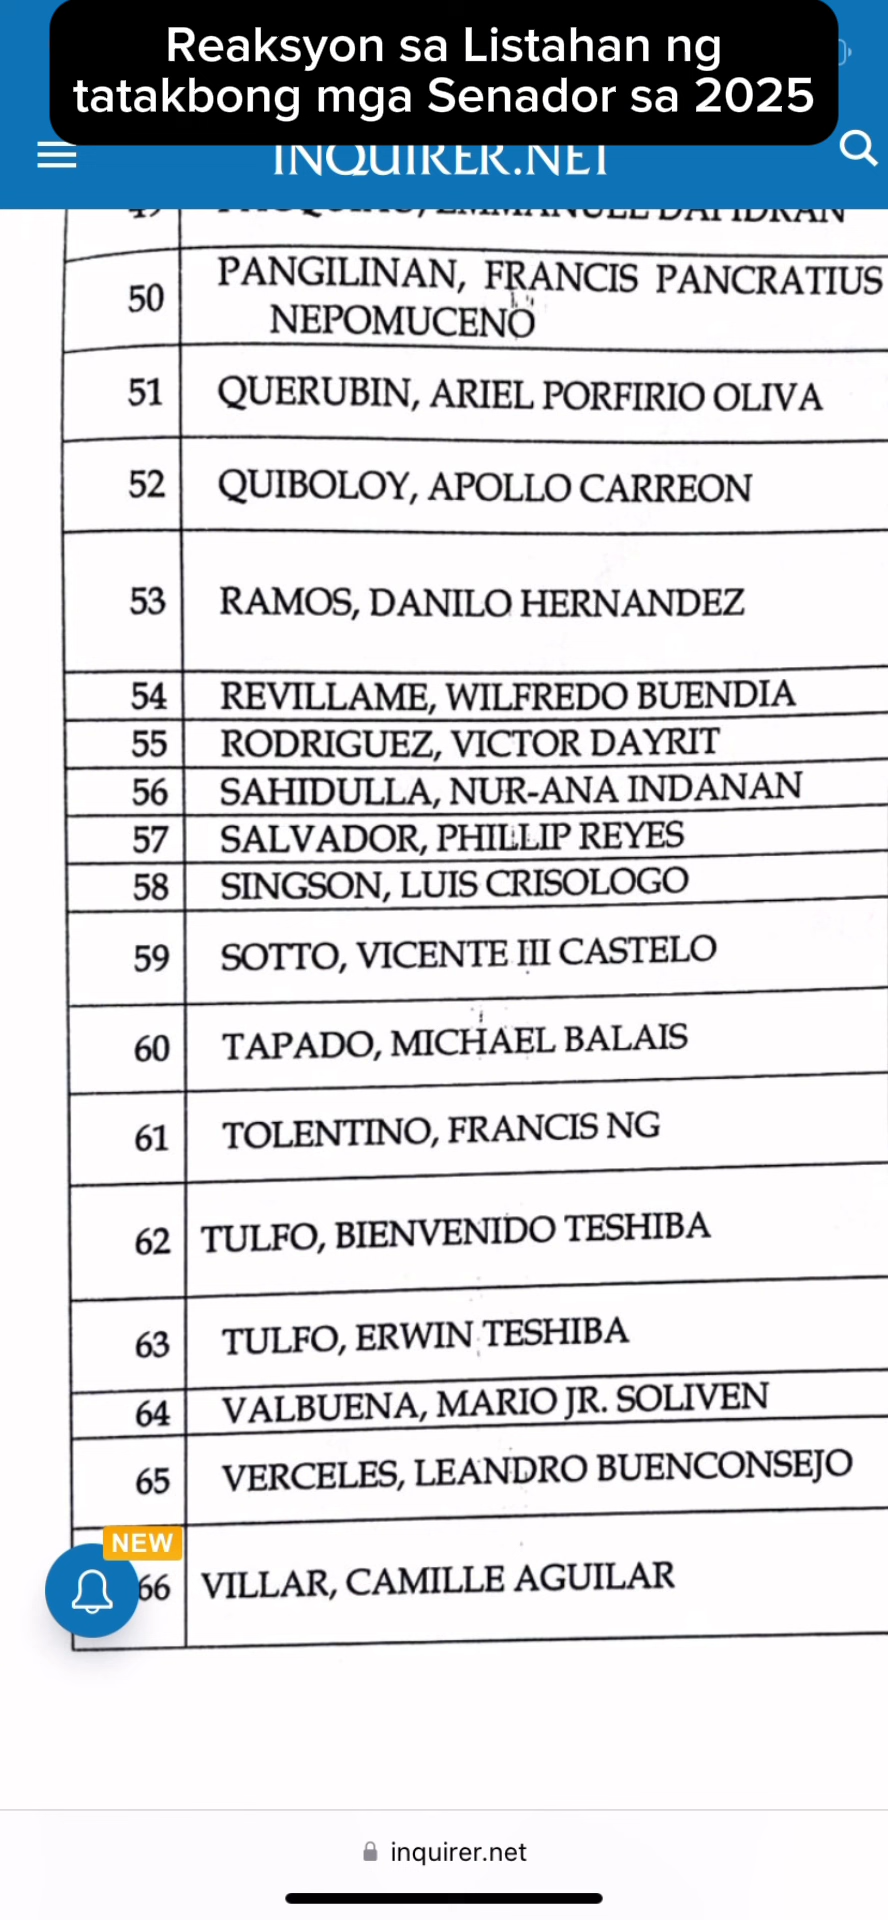 Reaksyon sa Listahan ng
tatakbong mga Senador sa 2025
INQUIRER.NET
50 PANGILINAN, FRANCIS PANCRATIUS
NEPOMUCENO
51 QUERUBIN, ARIEL PORFIRIO OLIVA
52 QUIBOLOY, APOLLO CARREON
53 RAMOS, DANILO HERNANDEZ
54 REVILLAME, WILFREDO BUENDIA
55 RODRIGUEZ, VICTOR DAYRIT
56 SAHIDULLA, NUR-ANA INDANAN
57 SALVADOR, PHILLIP REYES
58 SINGSON, LUIS CRISOLOGO
59 SOTTO, VICENTE III CASTELO
60 TAPADO, MICHAEL BALAIS
61 TOLENTINO, FRANCIS NG
62 TULFO, BIENVENIDO TESHIBA
63 TULFO, ERWIN TESHIBA
64 VALBUENA, MARIO JR. SOLIVEN
65 VERCELES, LEANDRO BUENCONSEJO
NEW
66 VILLAR, CAMILLE AGUILAR
inquirer.net